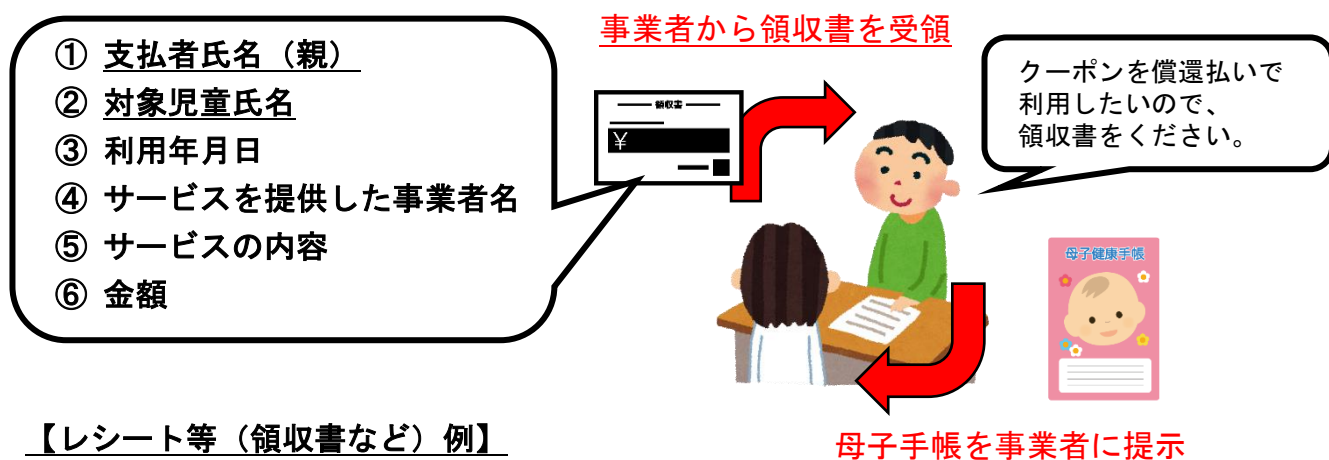 事業者から領収書を受領
① 支払者氏名（親）
② 対象児童氏名
③ 利用年月日
④ サービスを提供した事業者名
⑤ サービスの内容
⑥ 金額
領収書
￥
クーポンを償還払いで
利用したいので、
領収書をください。
母子健康手帳
【レシート等（領収書など）例】
母子手帳を事業者に提示